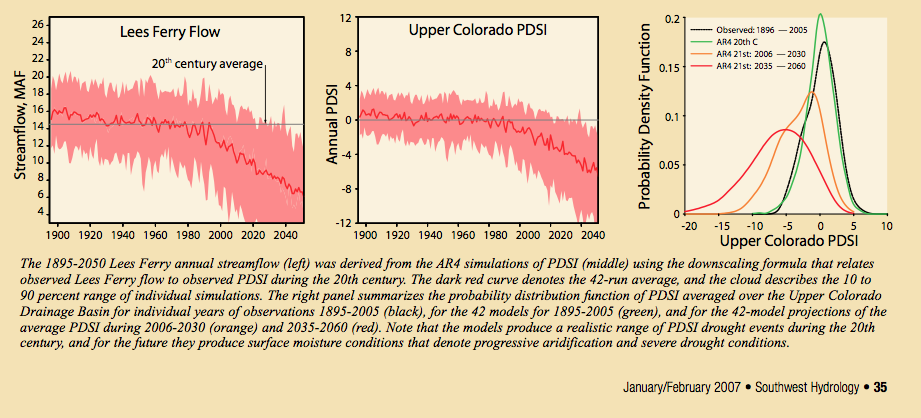 Lees Ferry Flow
20th century average
Streamflow, MAF
26
24
22
20
18
16
14
12
10
8
6
4
1900 1920 1940 1960 1980 2000 2020 2040
Upper Colorado PDSI
Annual PDSI
12
8
4
0
-4
-8
-12
1900 1920 1940 1960 1980 2000 2020 2040
Probability Density Function
0.2
0.15
0.1
0.05
0
Observed: 1896 — 2005
AR4 20th C
AR4 21st: 2006 — 2030
AR4 21st: 2035 — 2060
-20 -15 -10 -5 0 5 10
Upper Colorado PDSI
The 1895-2050 Lees Ferry annual streamflow (left) was derived from the AR4 simulations of PDSI (middle) using the downscaling formula that relates
observed Lees Ferry flow to observed PDSI during the 20th century. The dark red curve denotes the 42-run average, and the cloud describes the 10 to
90 percent range of individual simulations. The right panel summarizes the probability distribution function of PDSI averaged over the Upper Colorado
Drainage Basin for individual years of observations 1895-2005 (black), for the 42 models for 1895-2005 (green), and for the 42-model projections of the
average PDSI during 2006-2030 (orange) and 2035-2060 (red). Note that the models produce a realistic range of PDSI drought events during the 20th
century, and for the future they produce surface moisture conditions that denote progressive aridification and severe drought conditions.
January/February 2007 • Southwest Hydrology • 35